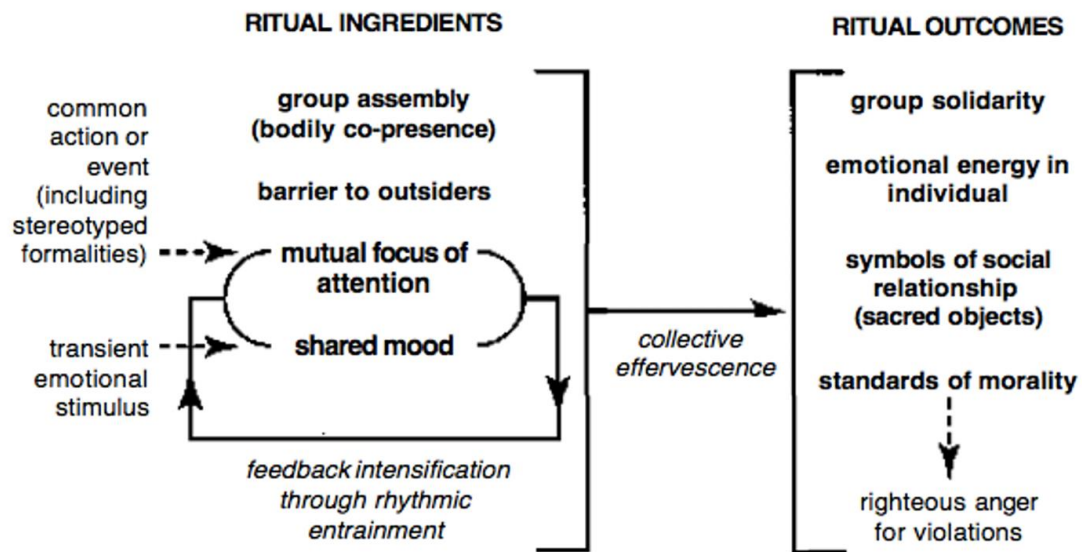 RITUAL INGREDIENTS
common
action or
event
(including
stereotyped
formalities)
transient
emotional
stimulus
group assembly
(bodily co-presence)
barrier to outsiders
mutual focus of
attention
shared mood
feedback intensification
through rhythmic
entrainment
collective
effervescence
RITUAL OUTCOMES
group solidarity
emotional energy in
individual
symbols of social
relationship
(sacred objects)
standards of morality
righteous anger
for violations